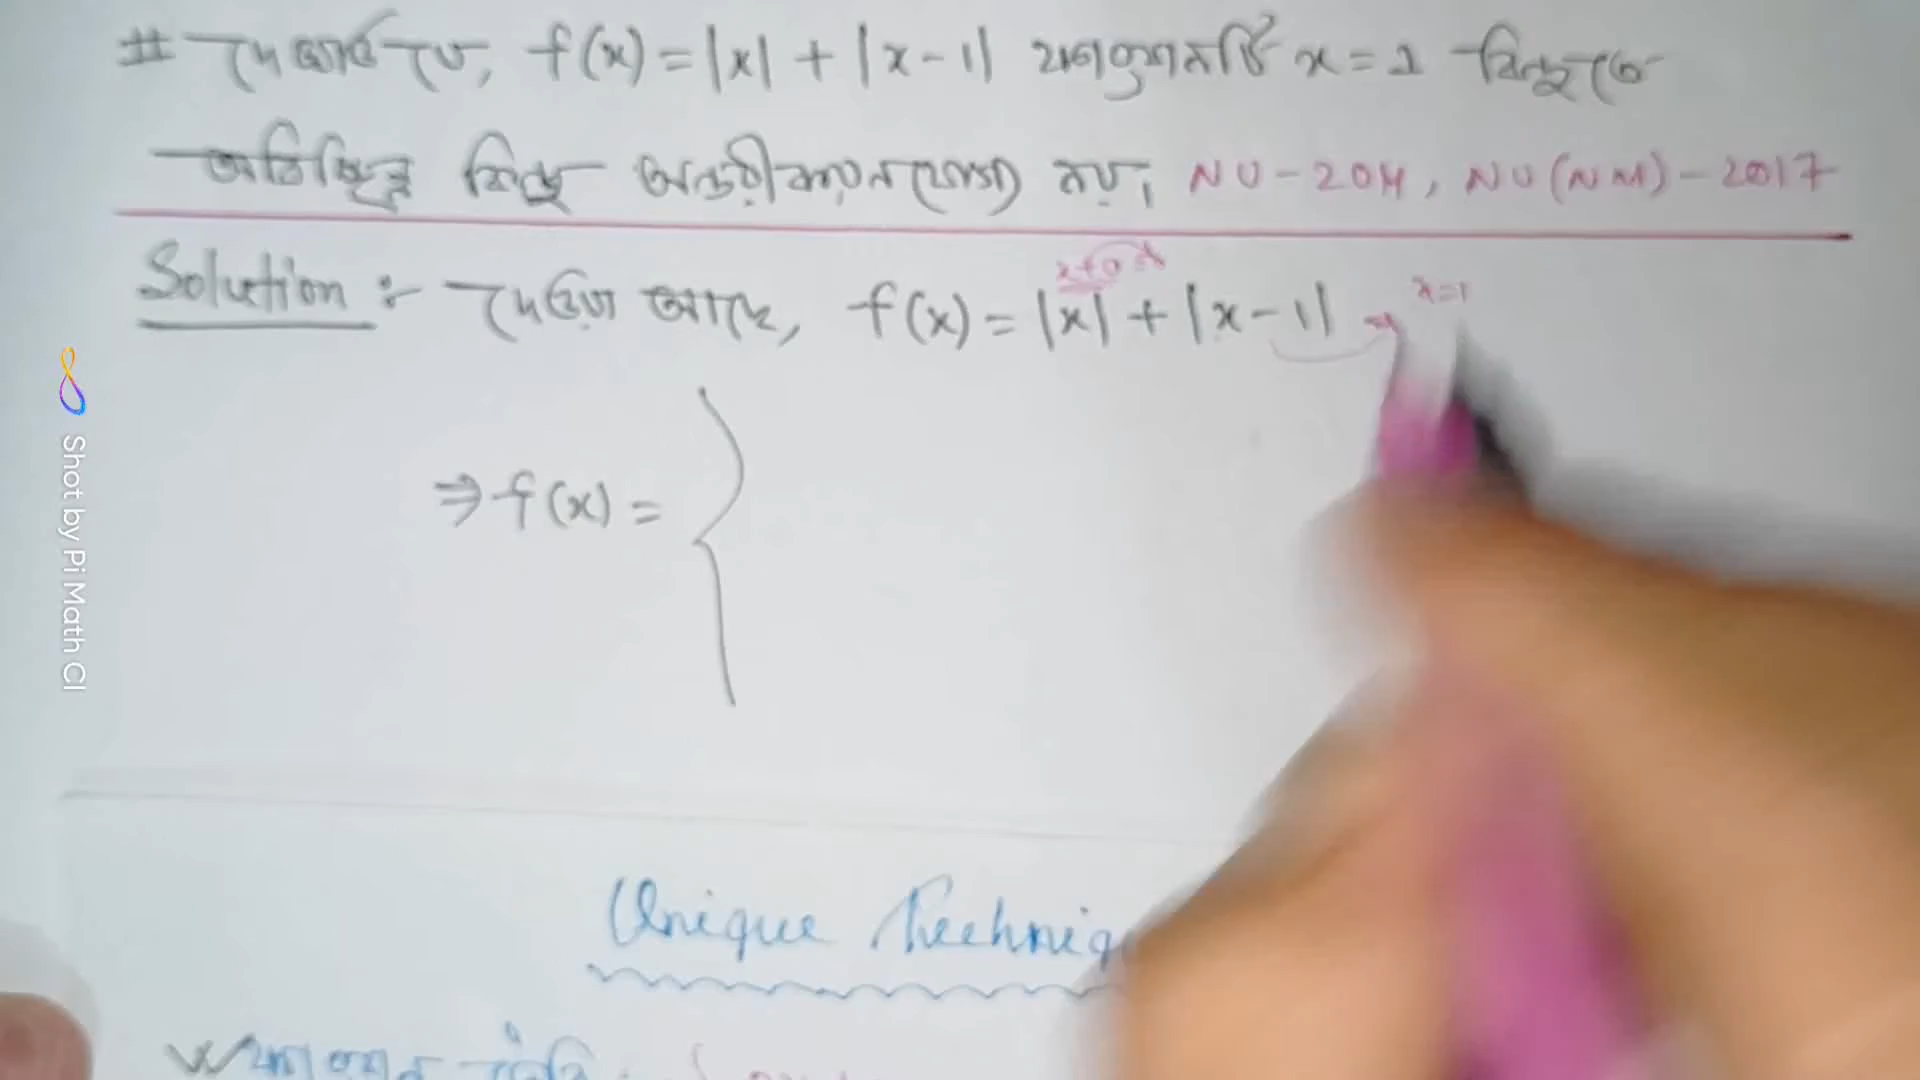 # দেখাও যে, f(x) = |x| + |x - 1| ফাংশনটি x = 1 বিন্দুতে
অবিচ্ছিন্ন কিন্তু অন্তরীকরণযোগ্য নয়। NU - 2014, NU (NM) - 2017
x = 1
Solution :- দেওয়া আছে, f(x) = |x| + |x - 1|
⇒ f(x) = {
Unique
Shot by Pi Math Cl